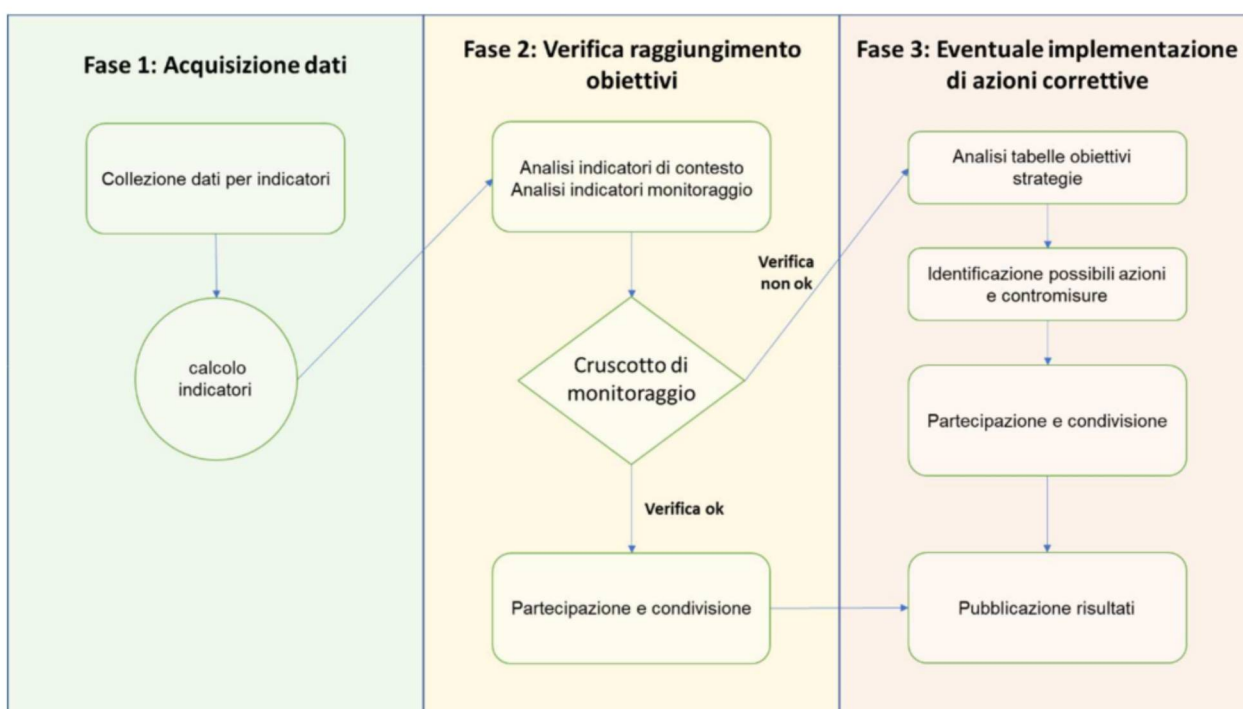 Fase 1: Acquisizione dati
Collezione dati per indicatori
calcolo
indicatori
Fase 2: Verifica raggiungimento
obiettivi
Analisi indicatori di contesto
Analisi indicatori monitoraggio
Cruscotto di
monitoraggio
Verifica
non ok
Verifica ok
Partecipazione e condivisione
Fase 3: Eventuale implementazione
di azioni correttive
Analisi tabelle obiettivi
strategie
Identificazione possibili azioni
e contromisure
Partecipazione e condivisione
Pubblicazione risultati